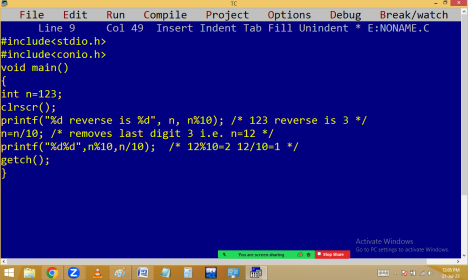 TC
File Edit Run Compile Project Options Debug Break/watch
Line 9 Col 49 Insert Indent Tab Fill Unindent * E:NONAME.C
#include<stdio.h>
#include<conio.h>
void main()
{
int n=123;
clrscr();
printf("%d reverse is %d", n, n%10); /* 123 reverse is 3 */
n=n/10; /* removes last digit 3 i.e. n=12 */
printf("%d%d",n%10,n/10); /* 12%10=2 12/10=1 */
getch();
}
Activate Windows
Go to PC settings to activate Windows.
You are screen sharing Stop Share